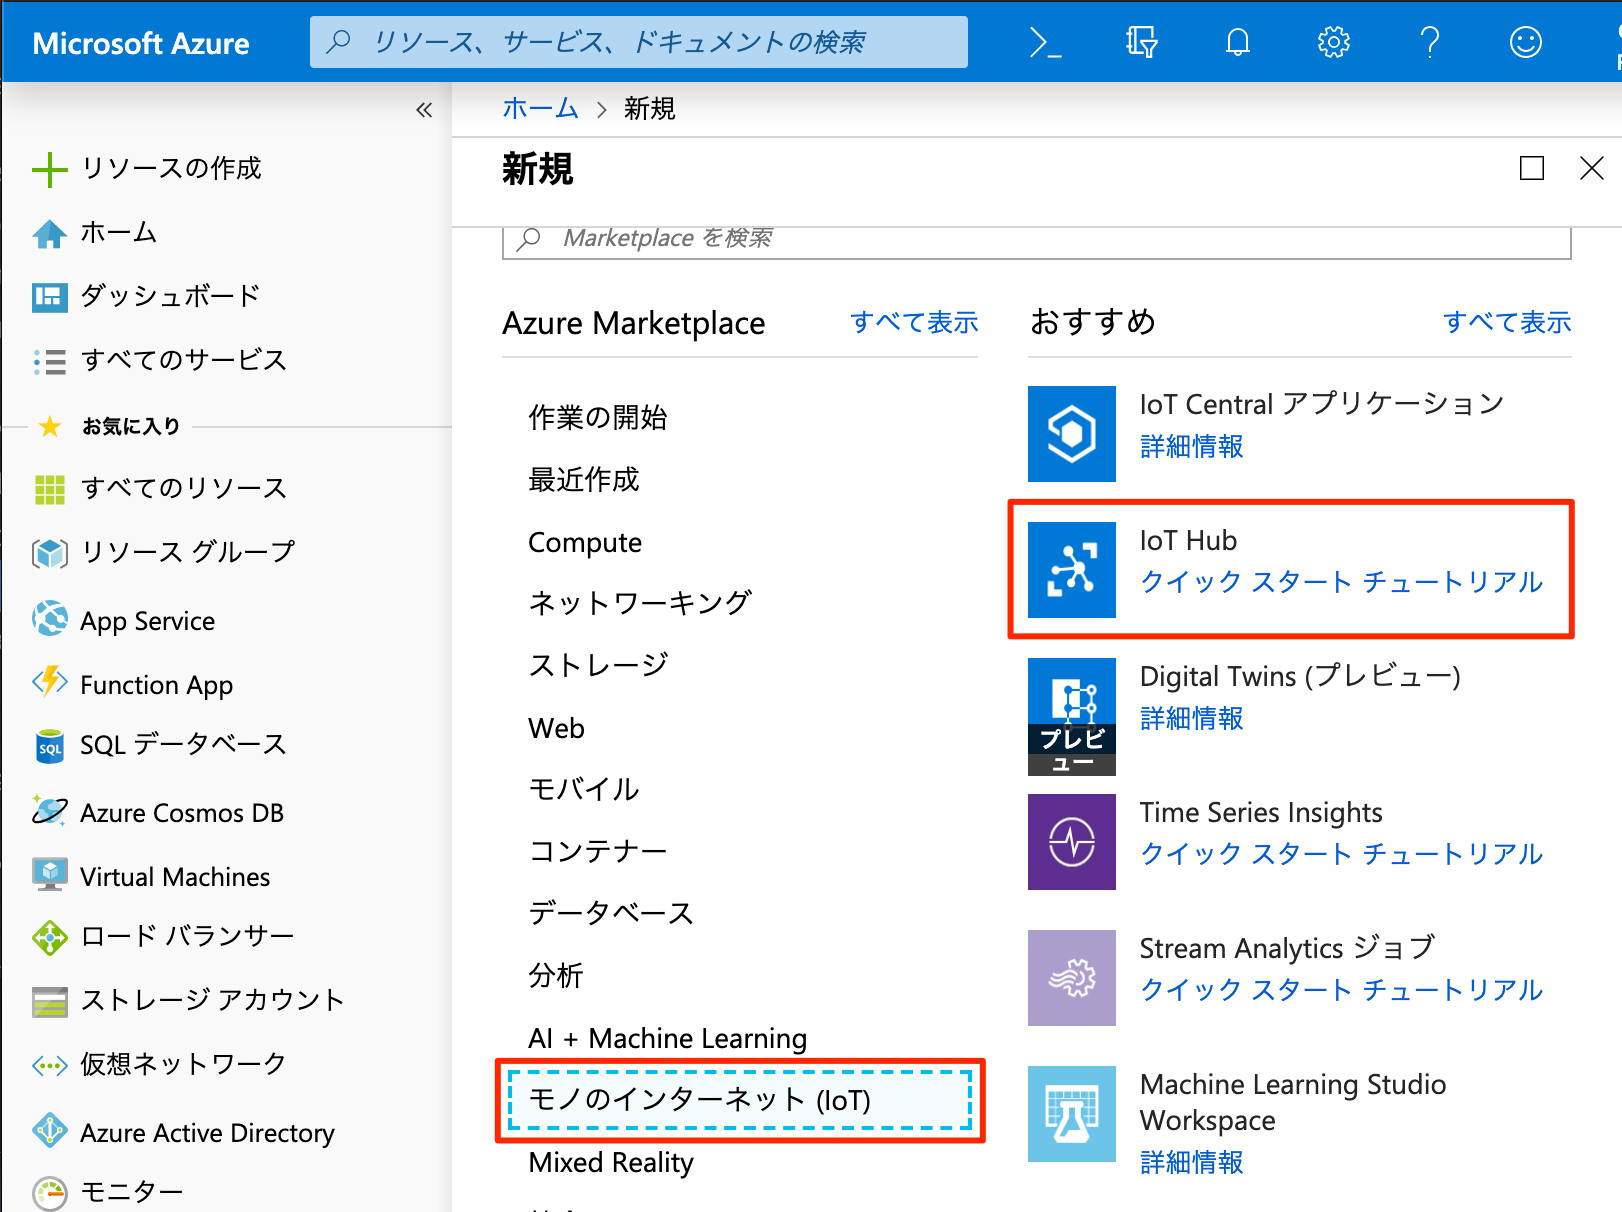 Microsoft Azure
リソース、サービス、ドキュメントの検索
«
リソースの作成
ホーム
ダッシュボード
すべてのサービス
お気に入り
すべてのリソース
リソース グループ
App Service
Function App
SQL データベース
SQL
Azure Cosmos DB
Virtual Machines
ロード バランサー
ストレージ アカウント
仮想ネットワーク
Azure Active Directory
モニター
ホーム > 新規
新規
Marketplace を検索
Azure Marketplace すべて表示
作業の開始
最近作成
Compute
ネットワーキング
ストレージ
Web
モバイル
コンテナー
データベース
分析
AI + Machine Learning
モノのインターネット (IoT)
Mixed Reality
おすすめ すべて表示
IoT Central アプリケーション
詳細情報
IoT Hub
クイック スタート チュートリアル
Digital Twins (プレビュー)
詳細情報
プレビ
ュー
Time Series Insights
クイック スタート チュートリアル
Stream Analytics ジョブ
クイック スタート チュートリアル
Machine Learning Studio
Workspace
詳細情報